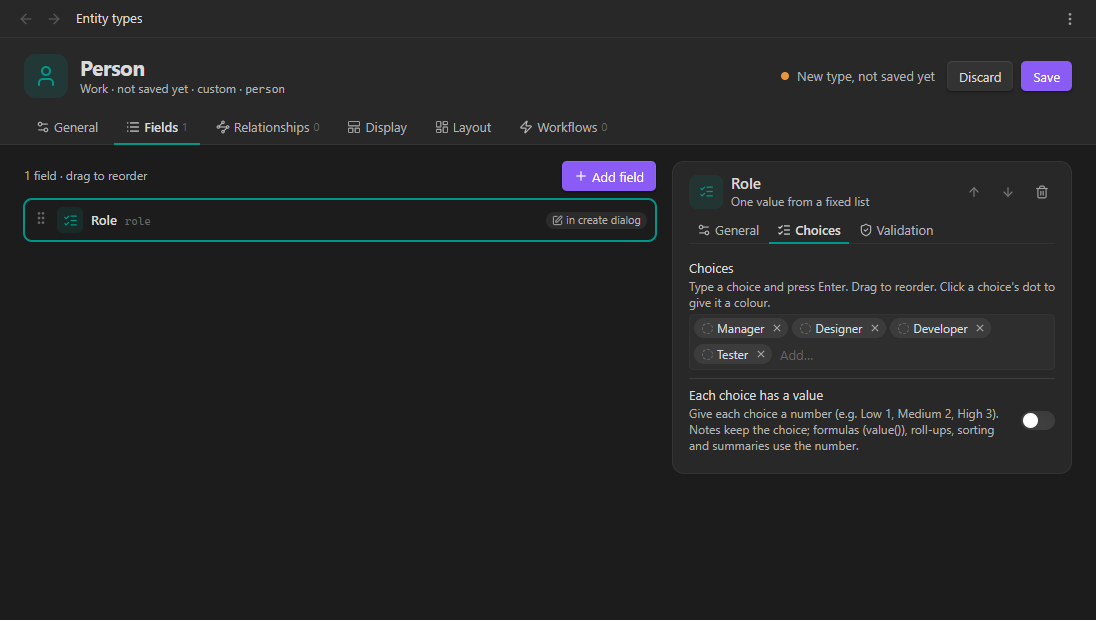 Entity types
Person
Work · not saved yet · custom · person
New type, not saved yet
Discard
Save
General
Fields 1
Relationships 0
Display
Layout
Workflows 0
1 field · drag to reorder
Add field
Role role
in create dialog
Role
One value from a fixed list
General
Choices
Validation
Choices
Type a choice and press Enter. Drag to reorder. Click a choice's dot to
give it a colour.
Manager
Designer
Developer
Tester
Add...
Each choice has a value
Give each choice a number (e.g. Low 1, Medium 2, High 3).
Notes keep the choice; formulas (value()), roll-ups, sorting
and summaries use the number.